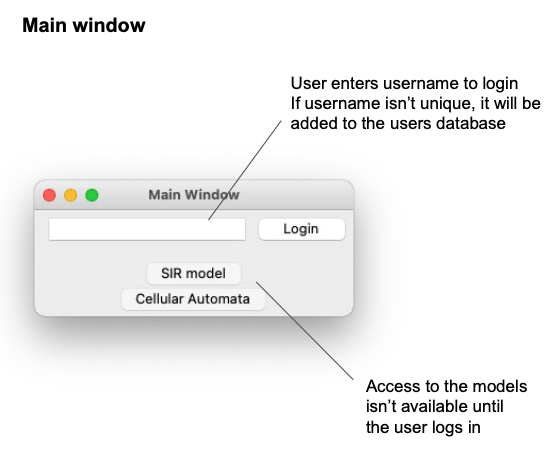 Main window
User enters username to login
If username isn't unique, it will be
added to the users database
Main Window
Login
SIR model
Cellular Automata
Access to the models
isn't available until
the user logs in